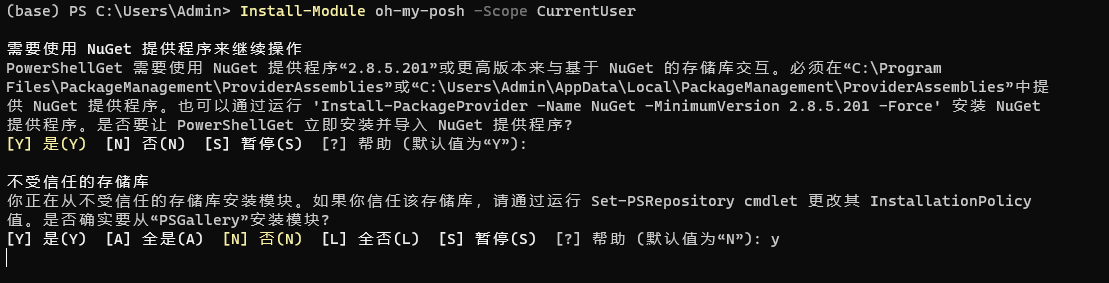 (base) PS C:\Users\Admin> Install-Module oh-my-posh -Scope CurrentUser
需要使用 NuGet 提供程序来继续操作
PowerShellGet 需要使用 NuGet 提供程序“2.8.5.201”或更高版本来与基于 NuGet 的存储库交互。必须在“C:\Program
Files\PackageManagement\ProviderAssemblies”或“C:\Users\Admin\AppData\Local\PackageManagement\ProviderAssemblies”中提
供 NuGet 提供程序。也可以通过运行 'Install-PackageProvider -Name NuGet -MinimumVersion 2.8.5.201 -Force' 安装 NuGet
提供程序。是否要让 PowerShellGet 立即安装并导入 NuGet 提供程序?
[Y] 是(Y)  [N] 否(N)  [S] 暂停(S)  [?] 帮助 (默认值为“Y”):
不受信任的存储库
你正在从不受信任的存储库安装模块。如果你信任该存储库，请通过运行 Set-PSRepository cmdlet 更改其 InstallationPolicy
值。是否确实要从“PSGallery”安装模块?
[Y] 是(Y)  [A] 全是(A)  [N] 否(N)  [L] 全否(L)  [S] 暂停(S)  [?] 帮助 (默认值为“N”): y